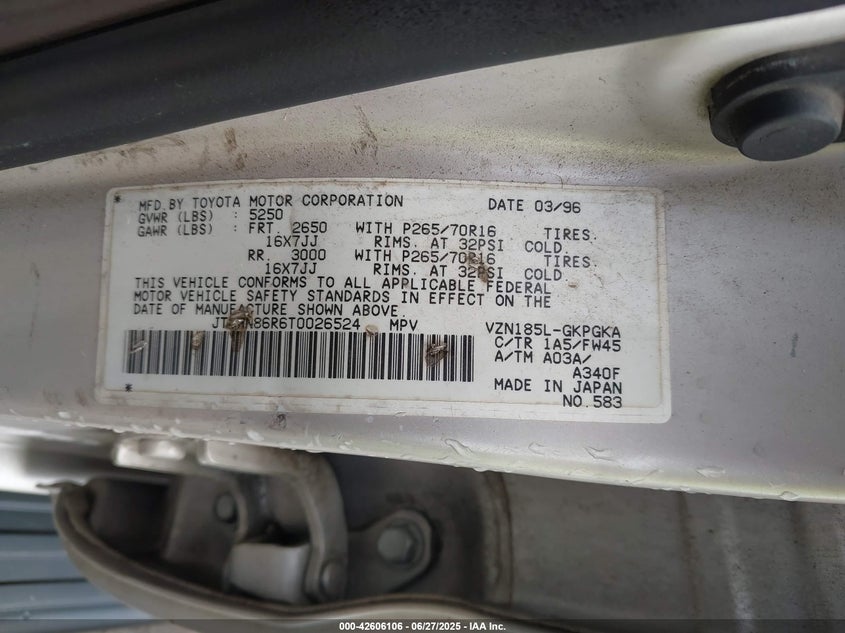 * MFD.BY TOYOTA MOTOR CORPORATION DATE 03/96
GVWR (LBS) : 5250
GAWR (LBS) : FRT. 2650 WITH P265/70R16 TIRES.
16X7JJ RIMS. AT 32PSI COLD
RR. 3000 WITH P265/70R16 TIRES.
16X7JJ RIMS. AT 32PSI COLD
THIS VEHICLE CONFORMS TO ALL APPLICABLE FEDERAL
MOTOR VEHICLE SAFETY STANDARDS IN EFFECT ON THE
DATE OF MANUFACTURE SHOWN ABOVE.
MPV VZN185L-GKPGKA
C/TR 1A5/FW45
A/TM A03A/
A340F
* MADE IN JAPAN
NO.583
000-42606106 - 06/27/2025 - IAA Inc.